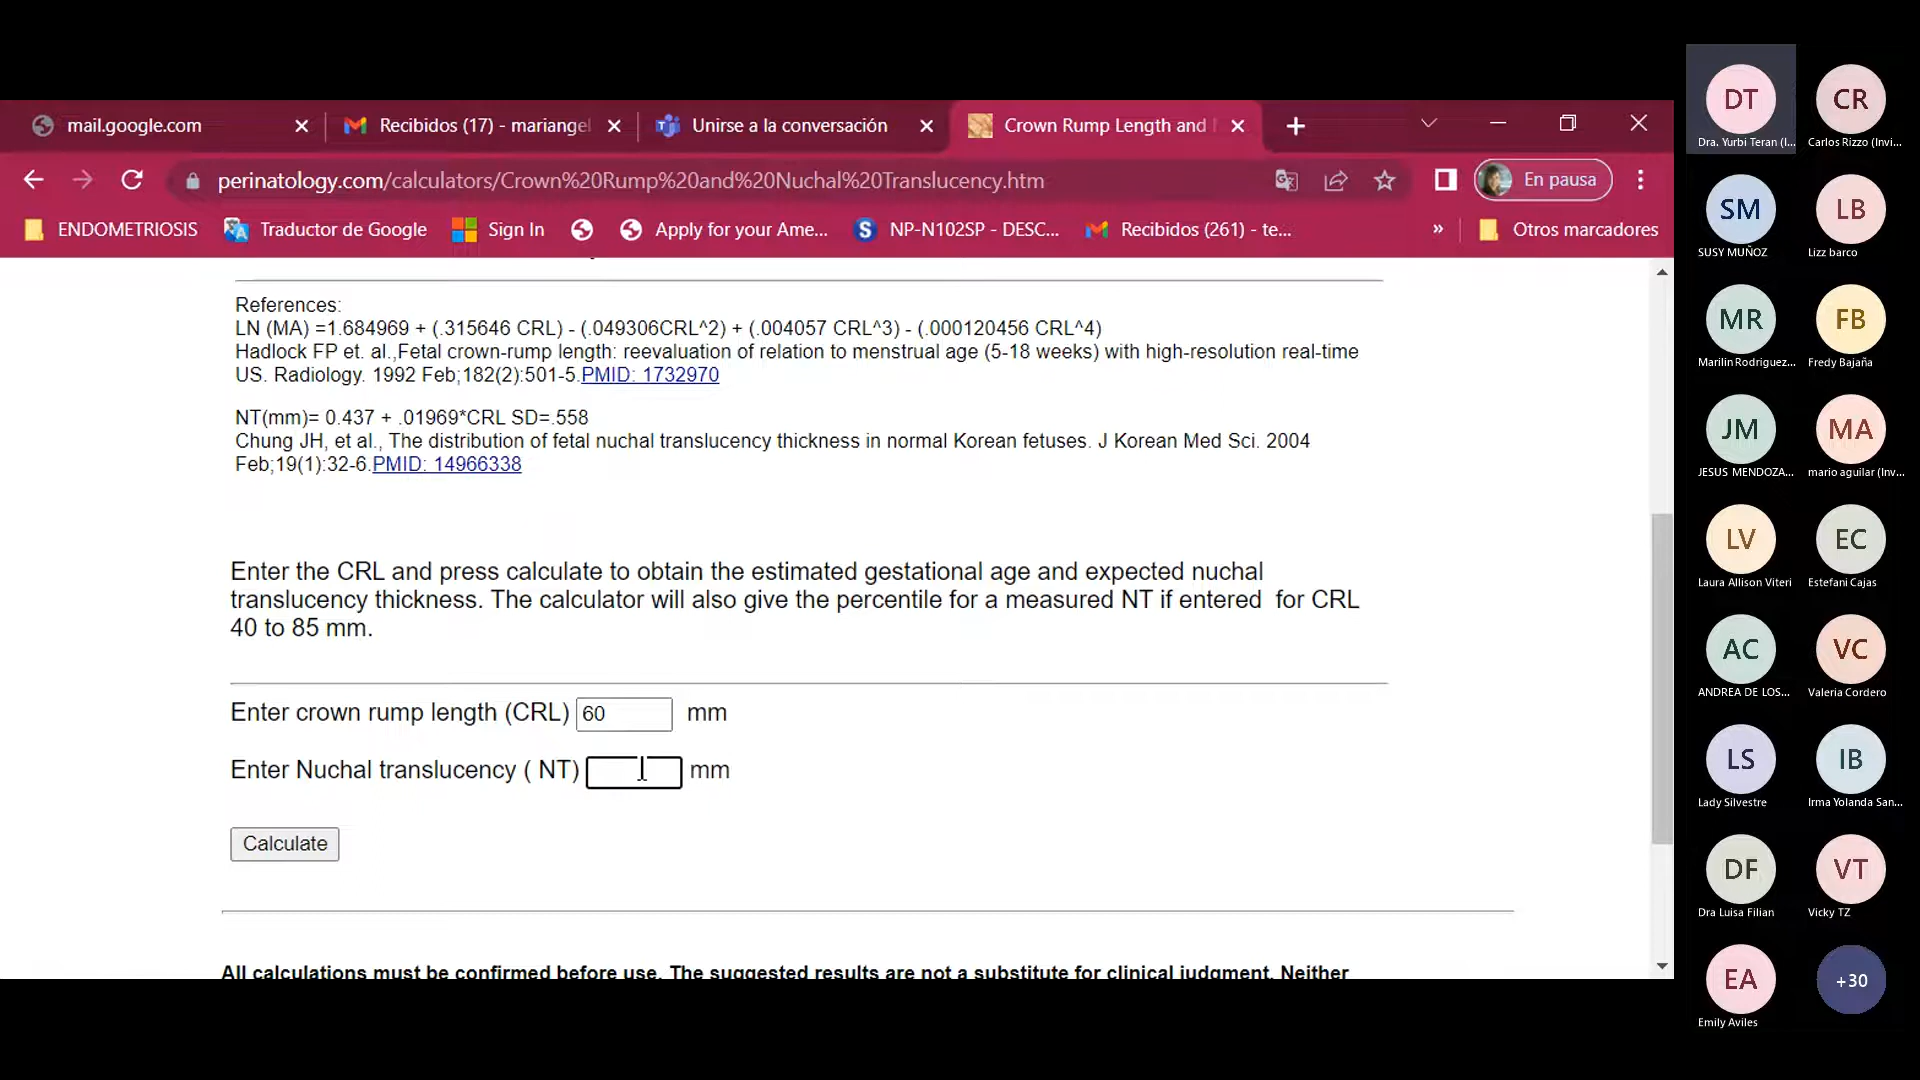 mail.google.com
Recibidos (17) - mariangel
Unirse a la conversación
Crown Rump Length and
perinatology.com/calculators/Crown%20Rump%20and%20Nuchal%20Translucency.htm
En pausa
ENDOMETRIOSIS
Traductor de Google
Sign In
Apply for your Ame...
S
NP-N102SP - DESC...
Recibidos (261) - te...
»
Otros marcadores
References:
LN (MA) =1.684969 + (.315646 CRL) - (.049306CRL^2) + (.004057 CRL^3) - (.000120456 CRL^4)
Hadlock FP et. al.,Fetal crown-rump length: reevaluation of relation to menstrual age (5-18 weeks) with high-resolution real-time
US. Radiology. 1992 Feb;182(2):501-5.PMID: 1732970
NT(mm)= 0.437 + .01969*CRL SD=.558
Chung JH, et al., The distribution of fetal nuchal translucency thickness in normal Korean fetuses. J Korean Med Sci. 2004
Feb;19(1):32-6.PMID: 14966338
Enter the CRL and press calculate to obtain the estimated gestational age and expected nuchal
translucency thickness. The calculator will also give the percentile for a measured NT if entered for CRL
40 to 85 mm.
Enter crown rump length (CRL) 60 mm
Enter Nuchal translucency ( NT) mm
Calculate
All calculations must be confirmed before use. The suggested results are not a substitute for clinical judgment. Neither
DT
Dra. Yurbi Teran (I...
CR
Carlos Rizzo (Invi...
SM
SUSY MUÑOZ
LB
Lizz barco
MR
Marilin Rodriguez...
FB
Fredy Bajaña
JM
JESUS MENDOZA...
MA
mario aguilar (Inv...
LV
Laura Allison Viteri
EC
Estefani Cajas
AC
ANDREA DE LOS...
VC
Valeria Cordero
LS
Lady Silvestre
IB
Irma Yolanda San...
DF
Dra Luisa Filian
VT
Vicky TZ
EA
Emily Aviles
+30